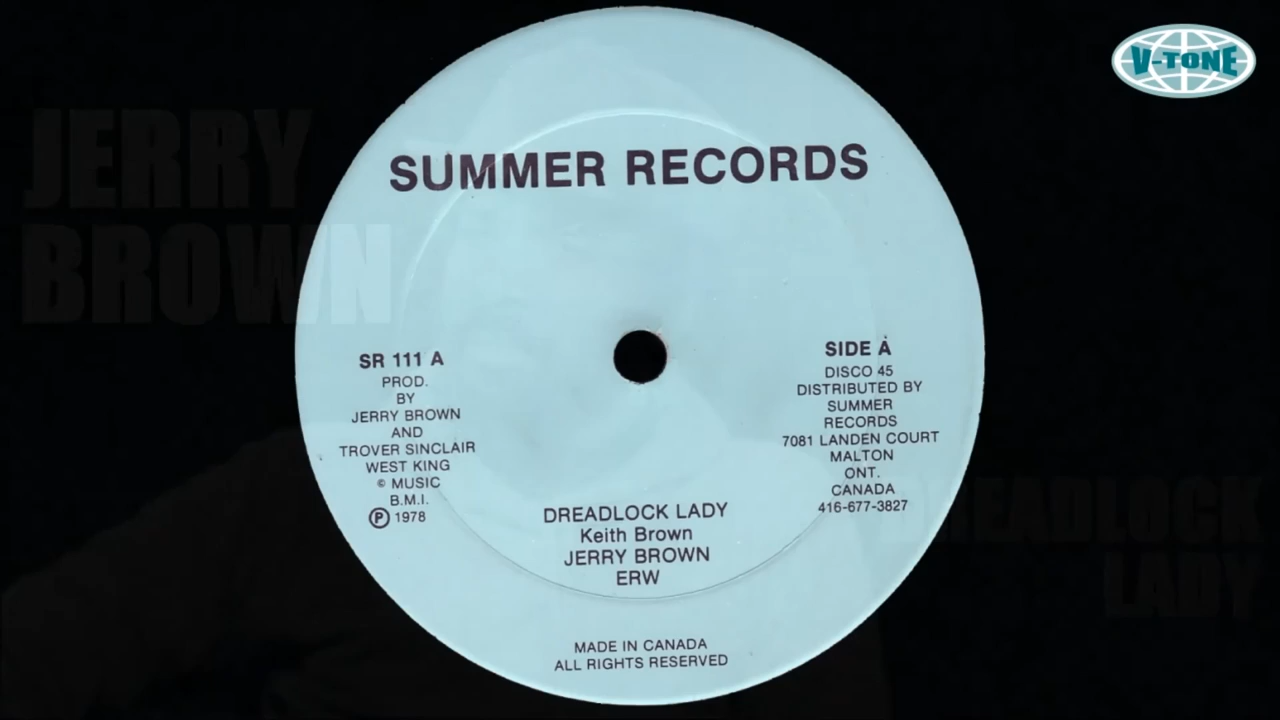 V-TONE
JERRY
BROWN
SUMMER RECORDS
SR 111 A
PROD.
BY
JERRY BROWN
AND
TROVER SINCLAIR
WEST KING
© MUSIC
B.M.I.
℗ 1978
SIDE A
DISCO 45
DISTRIBUTED BY
SUMMER
RECORDS
7081 LANDEN COURT
MALTON
ONT.
CANADA
416-677-3827
DREADLOCK LADY
Keith Brown
JERRY BROWN
ERW
DREADLOCK
LADY
MADE IN CANADA
ALL RIGHTS RESERVED